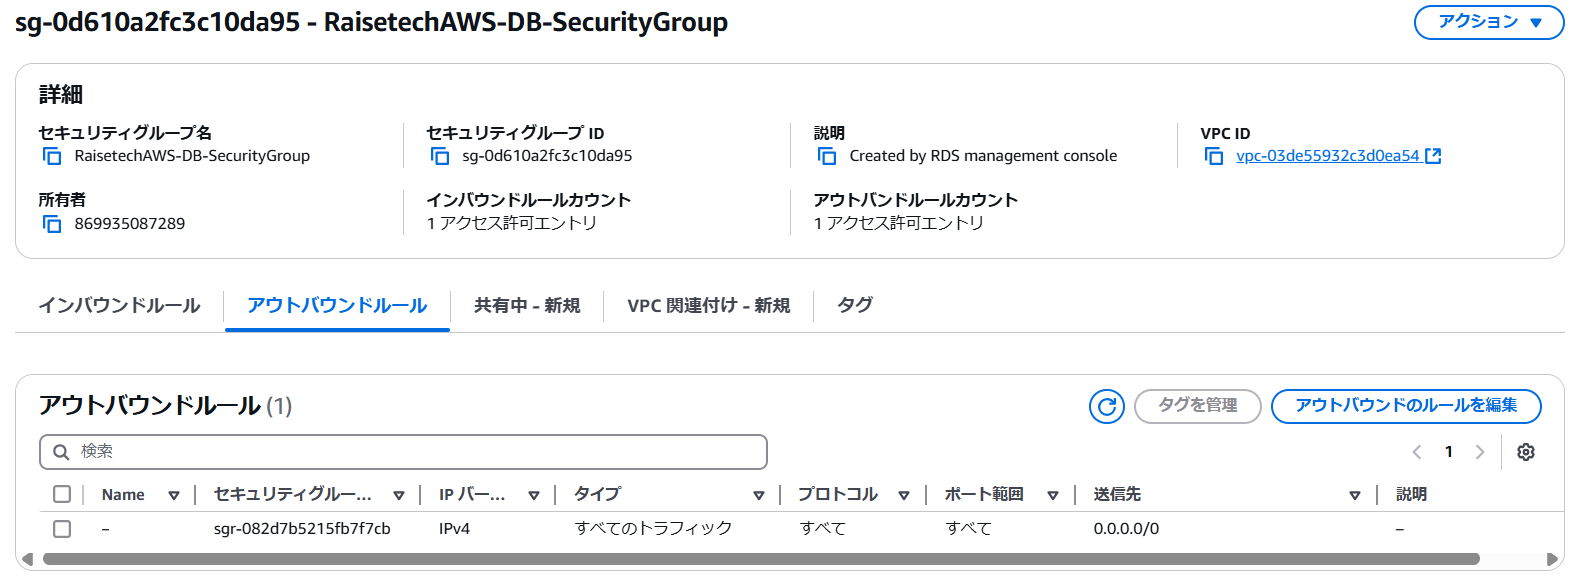 sg-0d610a2fc3c10da95 - RaisetechAWS-DB-SecurityGroup
アクション
詳細
セキュリティグループ名
RaisetechAWS-DB-SecurityGroup
セキュリティグループ ID
sg-0d610a2fc3c10da95
説明
Created by RDS management console
VPC ID
vpc-03de55932c3d0ea54
所有者
869935087289
インバウンドルールカウント
1 アクセス許可エントリ
アウトバンドルールカウント
1 アクセス許可エントリ
インバウンドルール
アウトバウンドルール
共有中 – 新規
VPC 関連付け – 新規
タグ
アウトバウンドルール (1)
タグを管理
アウトバウンドのルールを編集
検索
1
Name セキュリティグルー... IP バー... タイプ プロトコル ポート範囲 送信先 説明
– sgr-082d7b5215fb7f7cb IPv4 すべてのトラフィック すべて すべて 0.0.0.0/0 –